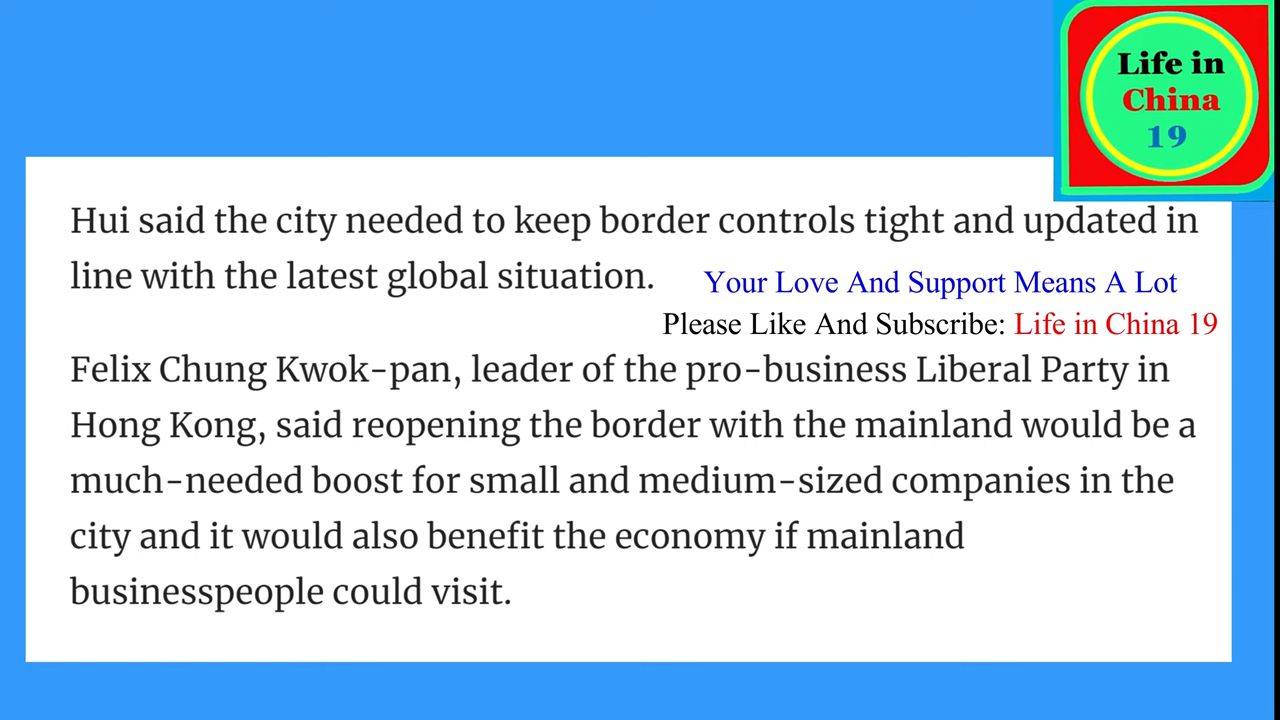 Life in
China
19
Hui said the city needed to keep border controls tight and updated in
line with the latest global situation.
Your Love And Support Means A Lot
Please Like And Subscribe: Life in China 19
Felix Chung Kwok-pan, leader of the pro-business Liberal Party in
Hong Kong, said reopening the border with the mainland would be a
much-needed boost for small and medium-sized companies in the
city and it would also benefit the economy if mainland
businesspeople could visit.